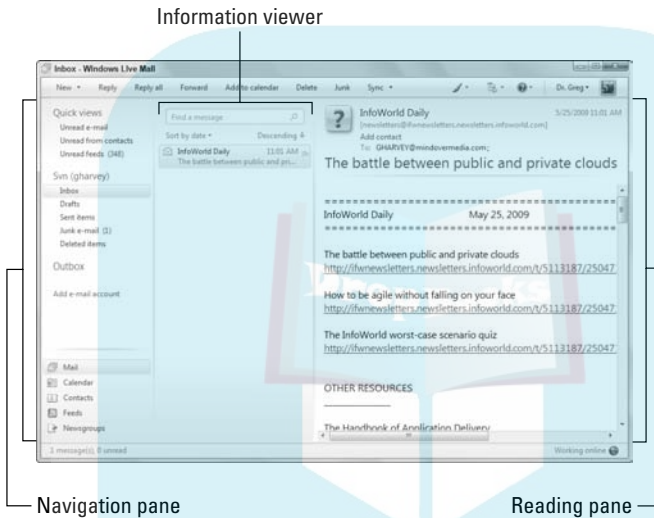 Information viewer
Inbox - Windows Live Mail
New Reply Reply all Forward Add to calendar Delete Junk Sync Dr. Greg
Quick views
Unread e-mail
Unread from contacts
Unread feeds (348)
Svn (gharvey)
Inbox
Drafts
Sent items
Junk e-mail (1)
Deleted items
Outbox
Add e-mail account
Mail
Calendar
Contacts
Feeds
Newsgroups
Find a message
Sort by date Descending
InfoWorld Daily 11:01 AM
The battle between public and pri...
InfoWorld Daily 5/25/2009 11:01 AM
[newsletters@ifwnewsletters.newsletters.infoworld.com]
Add contact
To: GHARVEY@mindovermedia.com;
The battle between public and private clouds
==================================
InfoWorld Daily May 25, 2009
==================================
The battle between public and private clouds
http://ifwnewsletters.newsletters.infoworld.com/t/5113187/25047
How to be agile without falling on your face
http://ifwnewsletters.newsletters.infoworld.com/t/5113187/25047
The InfoWorld worst-case scenario quiz
http://ifwnewsletters.newsletters.infoworld.com/t/5113187/25047
OTHER RESOURCES
The Handbook of Application Delivery
message(s), 0 unread Working online
Navigation pane Reading pane